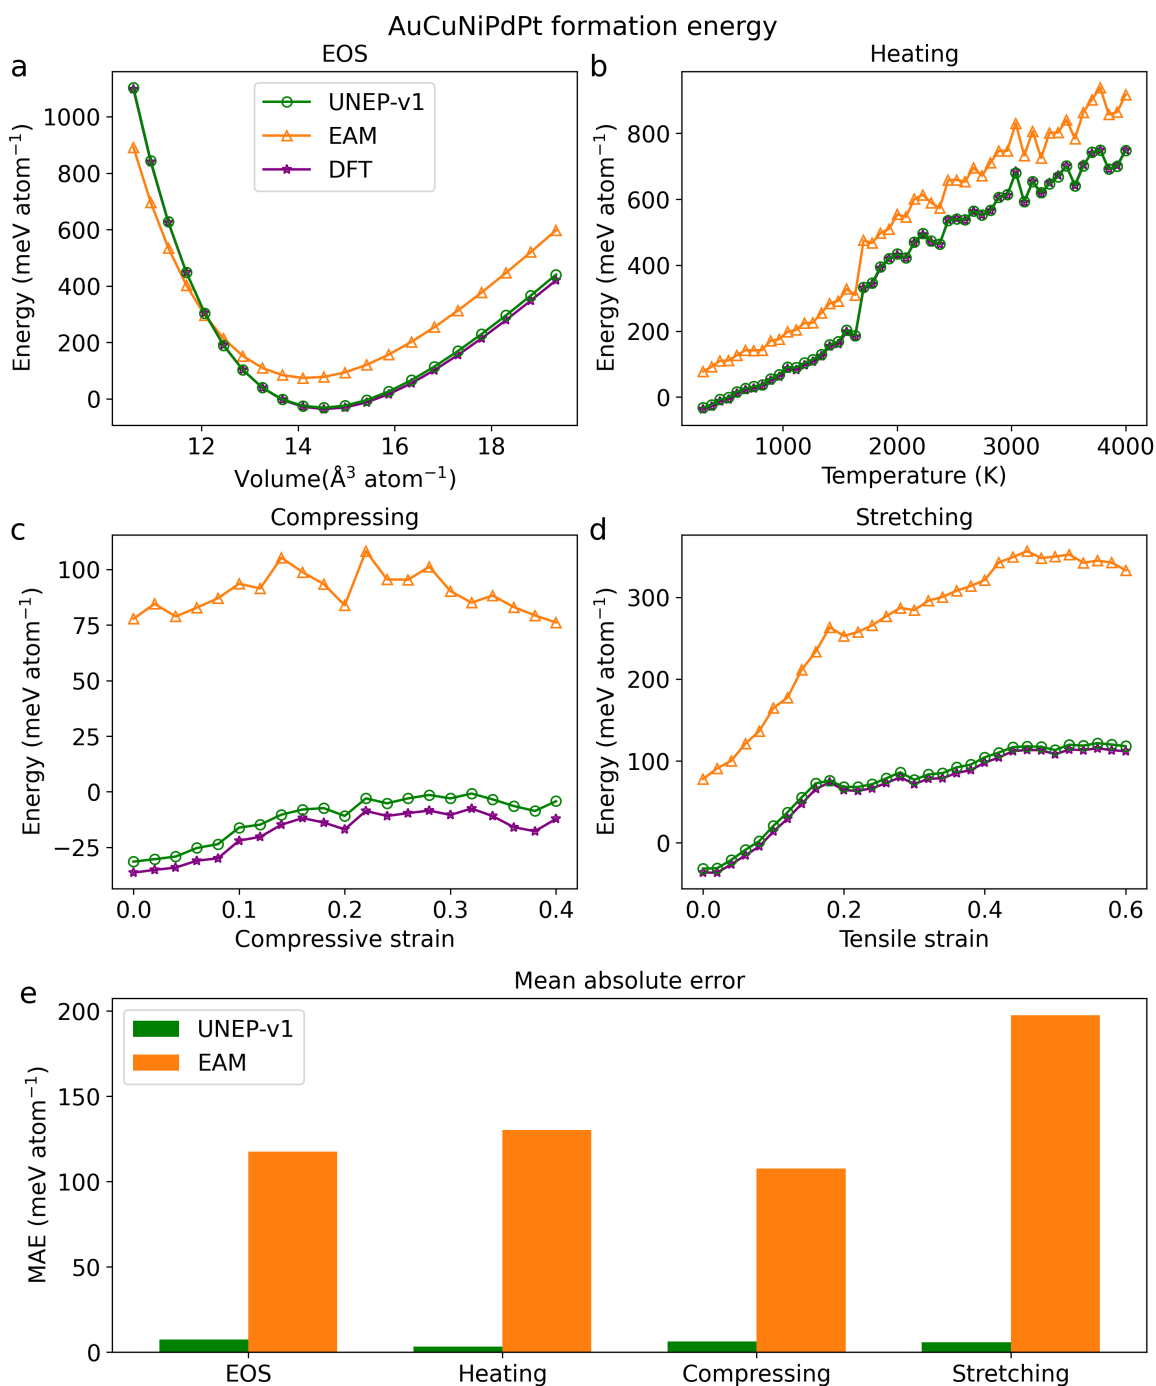 AuCuNiPdPt formation energy
a
EOS
Energy (meV atom⁻¹)
1000
800
600
400
200
0
UNEP-v1
EAM
DFT
12
14
16
18
Volume(Å³ atom⁻¹)
b
Heating
Energy (meV atom⁻¹)
800
600
400
200
0
1000
2000
3000
4000
Temperature (K)
c
Compressing
Energy (meV atom⁻¹)
100
75
50
25
0
−25
0.0
0.1
0.2
0.3
0.4
Compressive strain
d
Stretching
Energy (meV atom⁻¹)
300
200
100
0
0.0
0.2
0.4
0.6
Tensile strain
e
Mean absolute error
MAE (meV atom⁻¹)
200
150
100
50
0
UNEP-v1
EAM
EOS
Heating
Compressing
Stretching